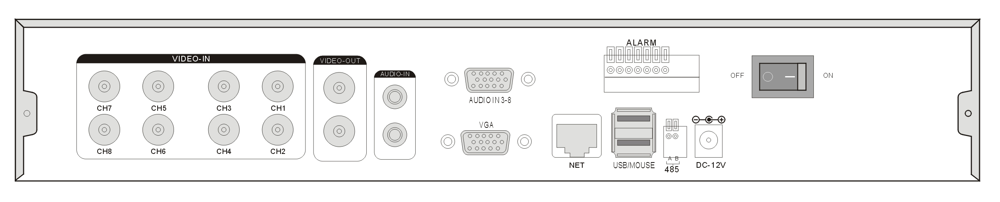 VIDEO-IN
CH7 CH5 CH3 CH1
CH8 CH6 CH4 CH2
VIDEO-OUT
AUDIO-IN
AUDIO IN 3-8
VGA
ALARM
OFF
ON
NET
USB/MOUSE
A B
485
DC-12V